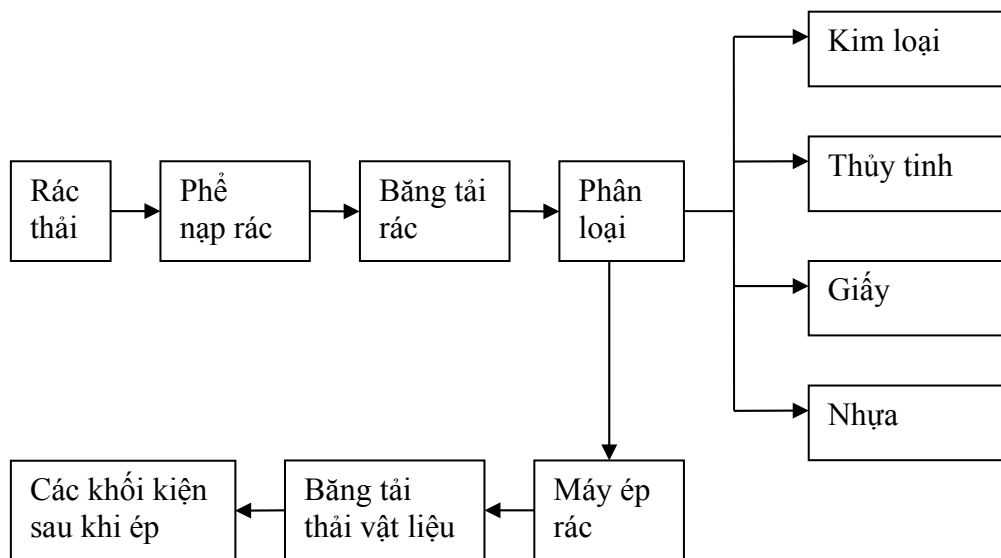 Kim loại
Thủy tinh
Rác
thải
Phể
nạp rác
Băng tải
rác
Phân
loại
Giấy
Nhựa
Các khối kiện
sau khi ép
Băng tải
thải vật liệu
Máy ép
rác